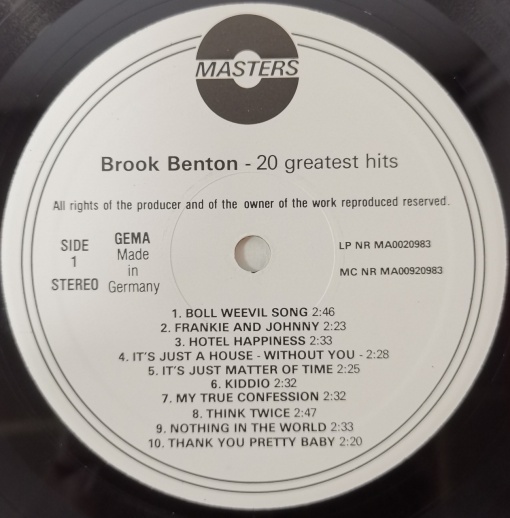 MASTERS
Brook Benton - 20 greatest hits
All rights of the producer and of the owner of the work reproduced reserved.
SIDE
1
STEREO
GEMA
Made
in
Germany
LP NR MA0020983
MC NR MA00920983
1. BOLL WEEVIL SONG 2:46
2. FRANKIE AND JOHNNY 2:23
3. HOTEL HAPPINESS 2:33
4. IT'S JUST A HOUSE - WITHOUT YOU - 2:28
5. IT'S JUST MATTER OF TIME 2:25
6. KIDDIO 2:32
7. MY TRUE CONFESSION 2:32
8. THINK TWICE 2:47
9. NOTHING IN THE WORLD 2:33
10. THANK YOU PRETTY BABY 2:20